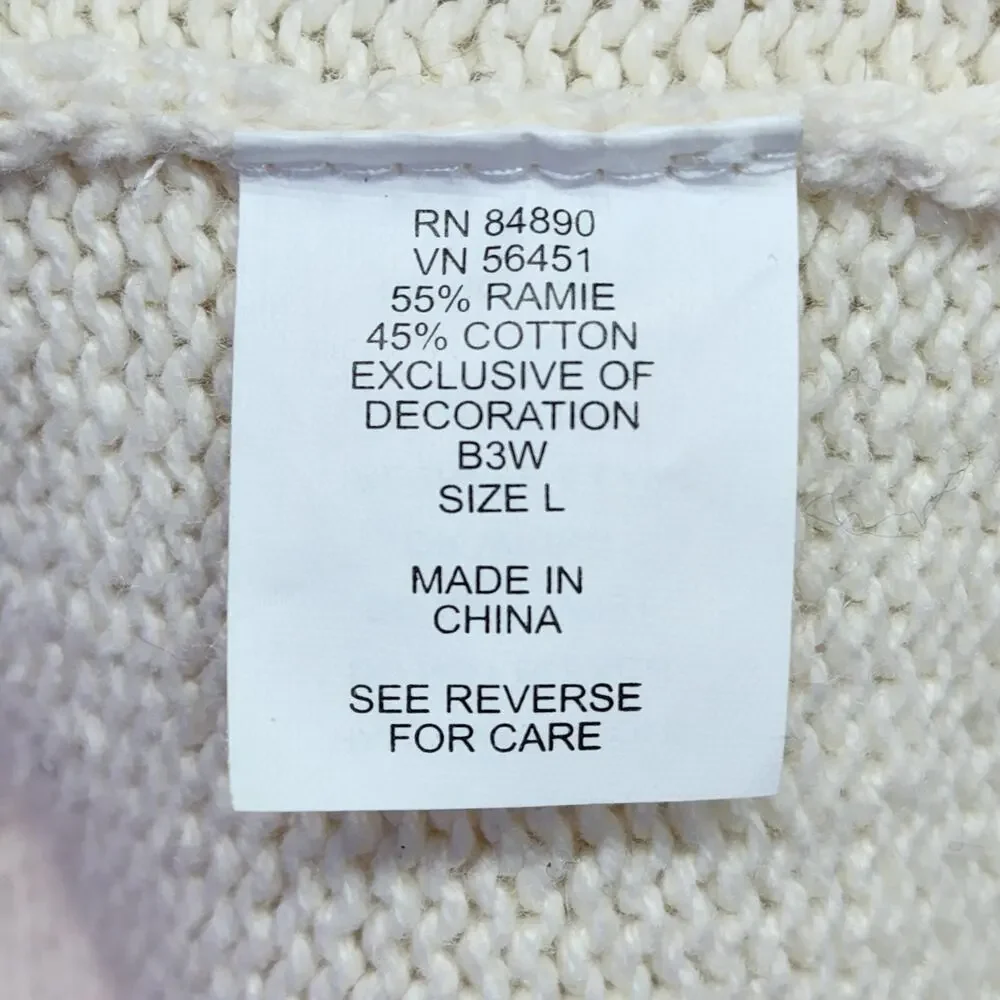 RN 84890
VN 56451
55% RAMIE
45% COTTON
EXCLUSIVE OF
DECORATION
B3W
SIZE L
MADE IN
CHINA
SEE REVERSE
FOR CARE